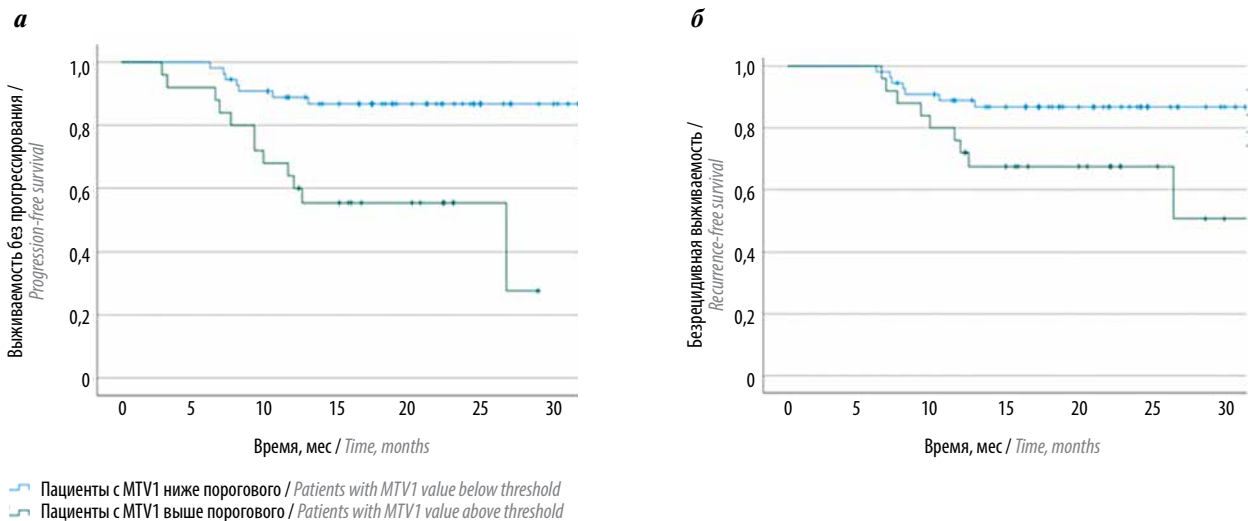 а
Выживаемость без прогрессирования /
Progression-free survival
1,0
0,8
0,6
0,4
0,2
0
0 5 10 15 20 25 30
Время, мес / Time, months
б
Безрецидивная выживаемость /
Recurrence-free survival
1,0
0,8
0,6
0,4
0,2
0
0 5 10 15 20 25 30
Время, мес / Time, months
Пациенты с MTV1 ниже порогового / Patients with MTV1 value below threshold
Пациенты с MTV1 выше порогового / Patients with MTV1 value above threshold